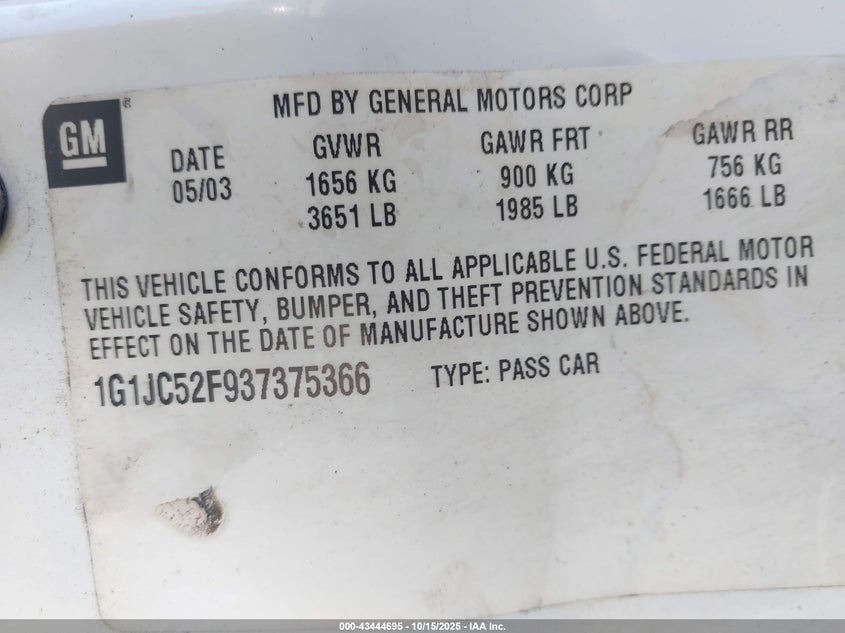 MFD BY GENERAL MOTORS CORP
GM®
DATE GVWR GAWR FRT GAWR RR
05/03 1656 KG 900 KG 756 KG
3651 LB 1985 LB 1666 LB
THIS VEHICLE CONFORMS TO ALL APPLICABLE U.S. FEDERAL MOTOR
VEHICLE SAFETY, BUMPER, AND THEFT PREVENTION STANDARDS IN
EFFECT ON THE DATE OF MANUFACTURE SHOWN ABOVE.
1G1JC52F937375366 TYPE: PASS CAR
000-43444695 - 10/15/2025 - IAA Inc.